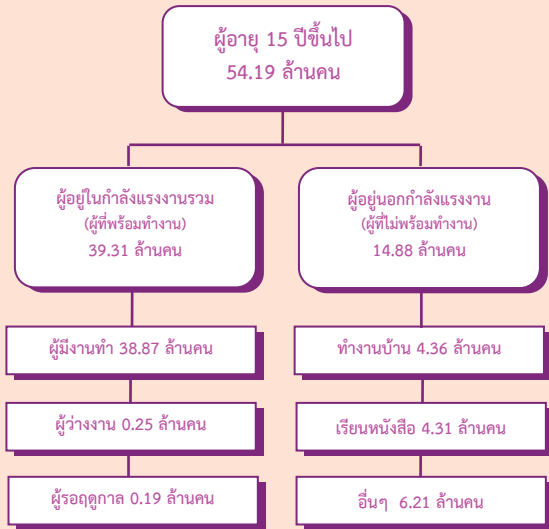 ผู้อายุ 15 ปีขึ้นไป
54.19 ล้านคน
ผู้อยู่ในกำลังแรงงานรวม
(ผู้ที่พร้อมทำงาน)
39.31 ล้านคน
ผู้อยู่นอกกำลังแรงงาน
(ผู้ที่ไม่พร้อมทำงาน)
14.88 ล้านคน
ผู้มีงานทำ 38.87 ล้านคน
ทำงานบ้าน 4.36 ล้านคน
ผู้ว่างงาน 0.25 ล้านคน
เรียนหนังสือ 4.31 ล้านคน
ผู้รอฤดูกาล 0.19 ล้านคน
อื่นๆ 6.21 ล้านคน